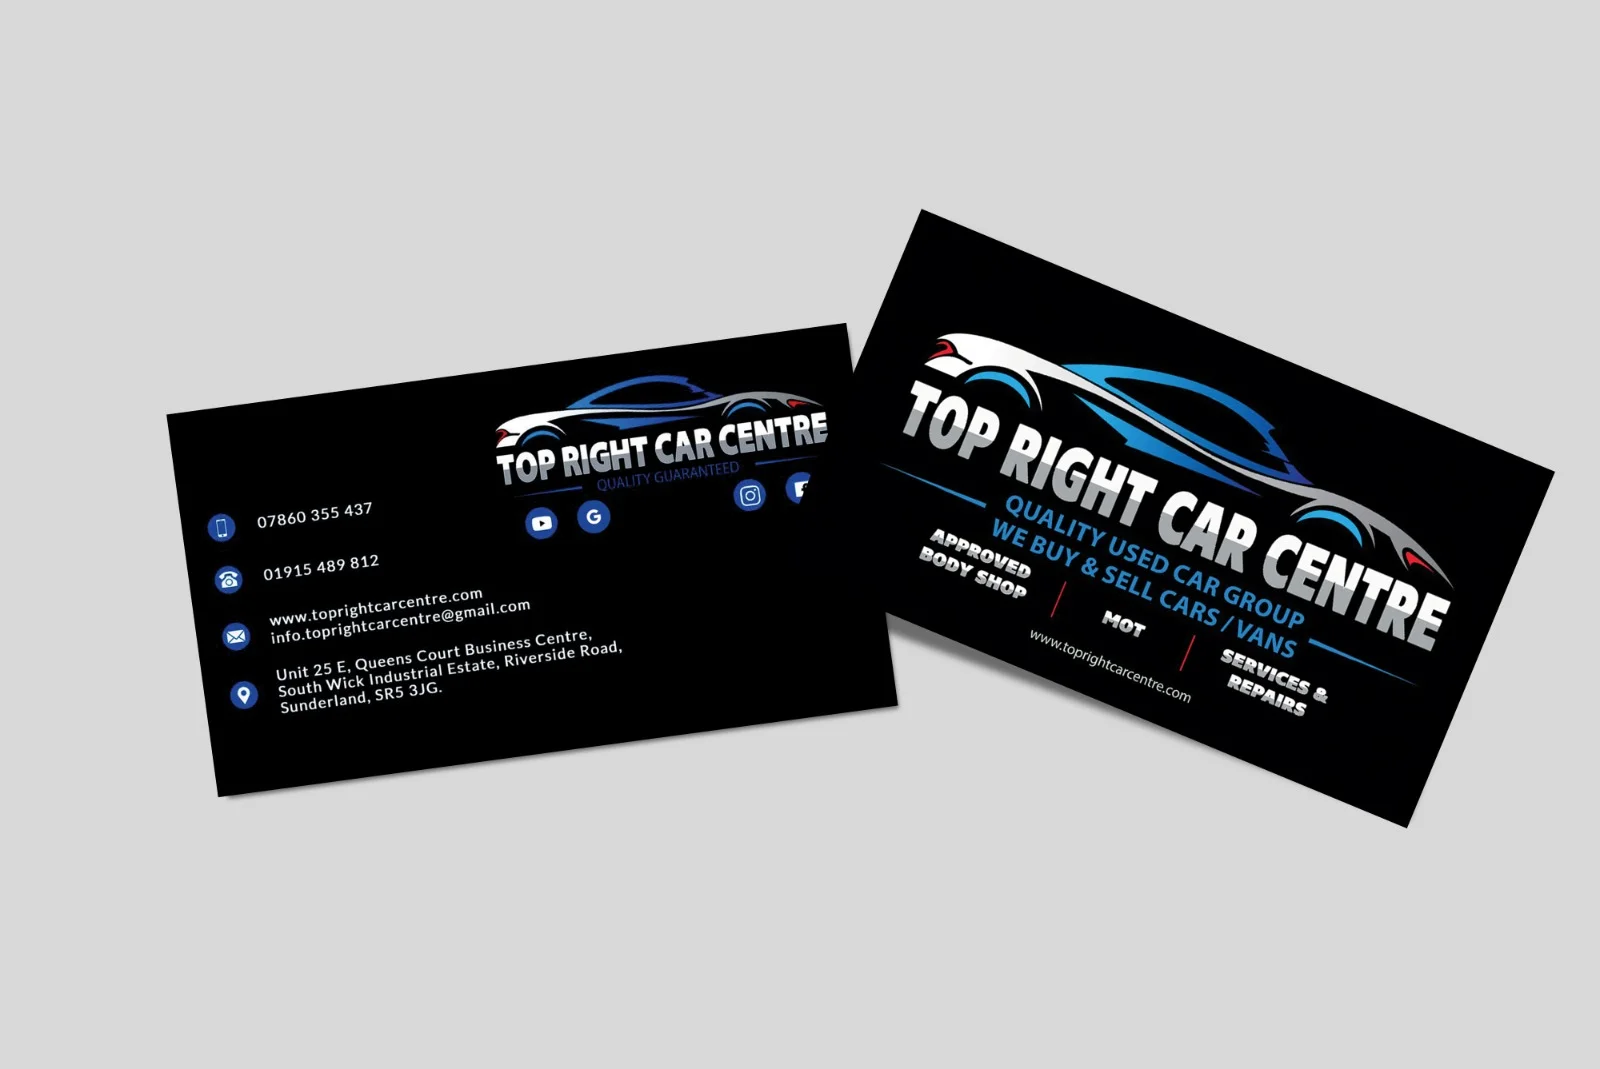 TOP RIGHT CAR CENTRE
QUALITY GUARANTEED
07860 355 437
01915 489 812
www.toprightcarcentre.com
info.toprightcarcentre@gmail.com
Unit 25 E, Queens Court Business Centre,
South Wick Industrial Estate, Riverside Road,
Sunderland, SR5 3JG.
TOP RIGHT CAR CENTRE
QUALITY USED CAR GROUP
WE BUY & SELL CARS / VANS
APPROVED
BODY SHOP
MOT
SERVICES &
REPAIRS
www.toprightcarcentre.com